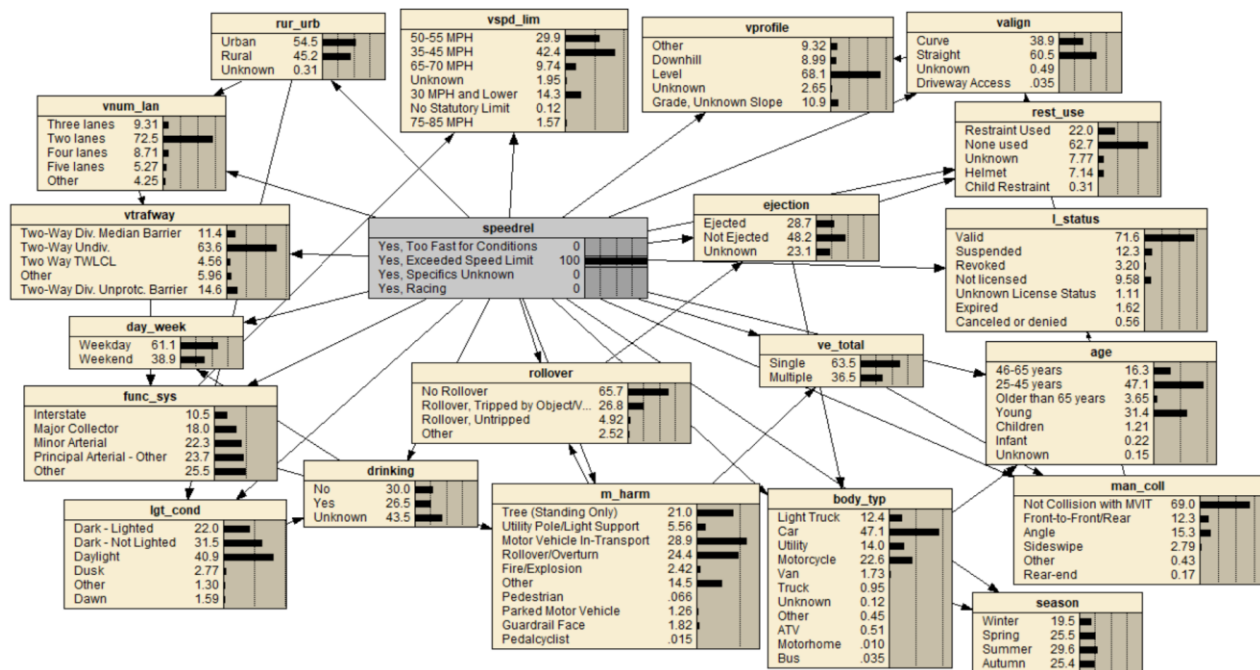 rur_urb
Urban 54.5
Rural 45.2
Unknown 0.31
vspd_lim
50-55 MPH 29.9
35-45 MPH 42.4
65-70 MPH 9.74
Unknown 1.95
30 MPH and Lower 14.3
No Statutory Limit 0.12
75-85 MPH 1.57
vprofile
Other 9.32
Downhill 8.99
Level 68.1
Unknown 2.65
Grade, Unknown Slope 10.9
valign
Curve 38.9
Straight 60.5
Unknown 0.49
Driveway Access .035
vnum_lan
Three lanes 9.31
Two lanes 72.5
Four lanes 8.71
Five lanes 5.27
Other 4.25
rest_use
Restraint Used 22.0
None used 62.7
Unknown 7.77
Helmet 7.14
Child Restraint 0.31
vtrafway
Two-Way Div. Median Barrier 11.4
Two-Way Undiv. 63.6
Two Way TWLCL 4.56
Other 5.96
Two-Way Div. Unprotc. Barrier 14.6
speedrel
Yes, Too Fast for Conditions 0
Yes, Exceeded Speed Limit 100
Yes, Specifics Unknown 0
Yes, Racing 0
ejection
Ejected 28.7
Not Ejected 48.2
Unknown 23.1
l_status
Valid 71.6
Suspended 12.3
Revoked 3.20
Not licensed 9.58
Unknown License Status 1.11
Expired 1.62
Canceled or denied 0.56
day_week
Weekday 61.1
Weekend 38.9
ve_total
Single 63.5
Multiple 36.5
age
46-65 years 16.3
25-45 years 47.1
Older than 65 years 3.65
Young 31.4
Children 1.21
Infant 0.22
Unknown 0.15
func_sys
Interstate 10.5
Major Collector 18.0
Minor Arterial 22.3
Principal Arterial - Other 23.7
Other 25.5
rollover
No Rollover 65.7
Rollover, Tripped by Object/V... 26.8
Rollover, Untripped 4.92
Other 2.52
drinking
No 30.0
Yes 26.5
Unknown 43.5
lgt_cond
Dark - Lighted 22.0
Dark - Not Lighted 31.5
Daylight 40.9
Dusk 2.77
Other 1.30
Dawn 1.59
m_harm
Tree (Standing Only) 21.0
Utility Pole/Light Support 5.56
Motor Vehicle In-Transport 28.9
Rollover/Overturn 24.4
Fire/Explosion 2.42
Other 14.5
Pedestrian .066
Parked Motor Vehicle 1.26
Guardrail Face 1.82
Pedalcyclist .015
body_typ
Light Truck 12.4
Car 47.1
Utility 14.0
Motorcycle 22.6
Van 1.73
Truck 0.95
Unknown 0.12
Other 0.45
ATV 0.51
Motorhome .010
Bus .035
man_coll
Not Collision with MVIT 69.0
Front-to-Front/Rear 12.3
Angle 15.3
Sideswipe 2.79
Other 0.43
Rear-end 0.17
season
Winter 19.5
Spring 25.5
Summer 29.6
Autumn 25.4